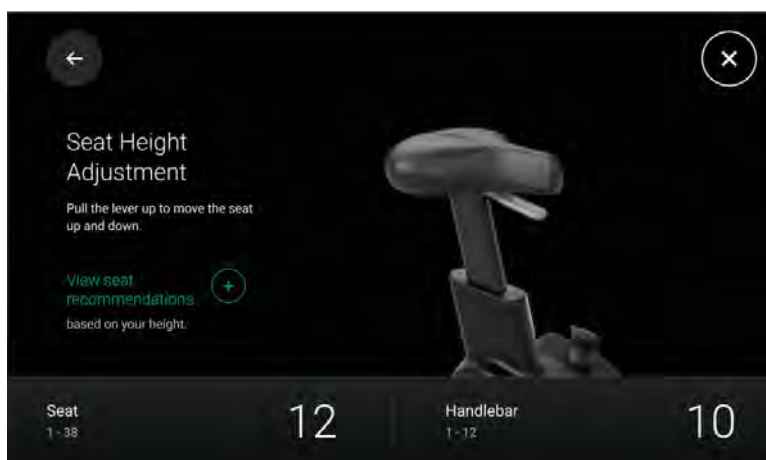 Seat Height
Adjustment
Pull the lever up to move the seat
up and down.
View seat
recommendations
based on your height.
Seat
1 - 38
12
Handlebar
1 - 12
10